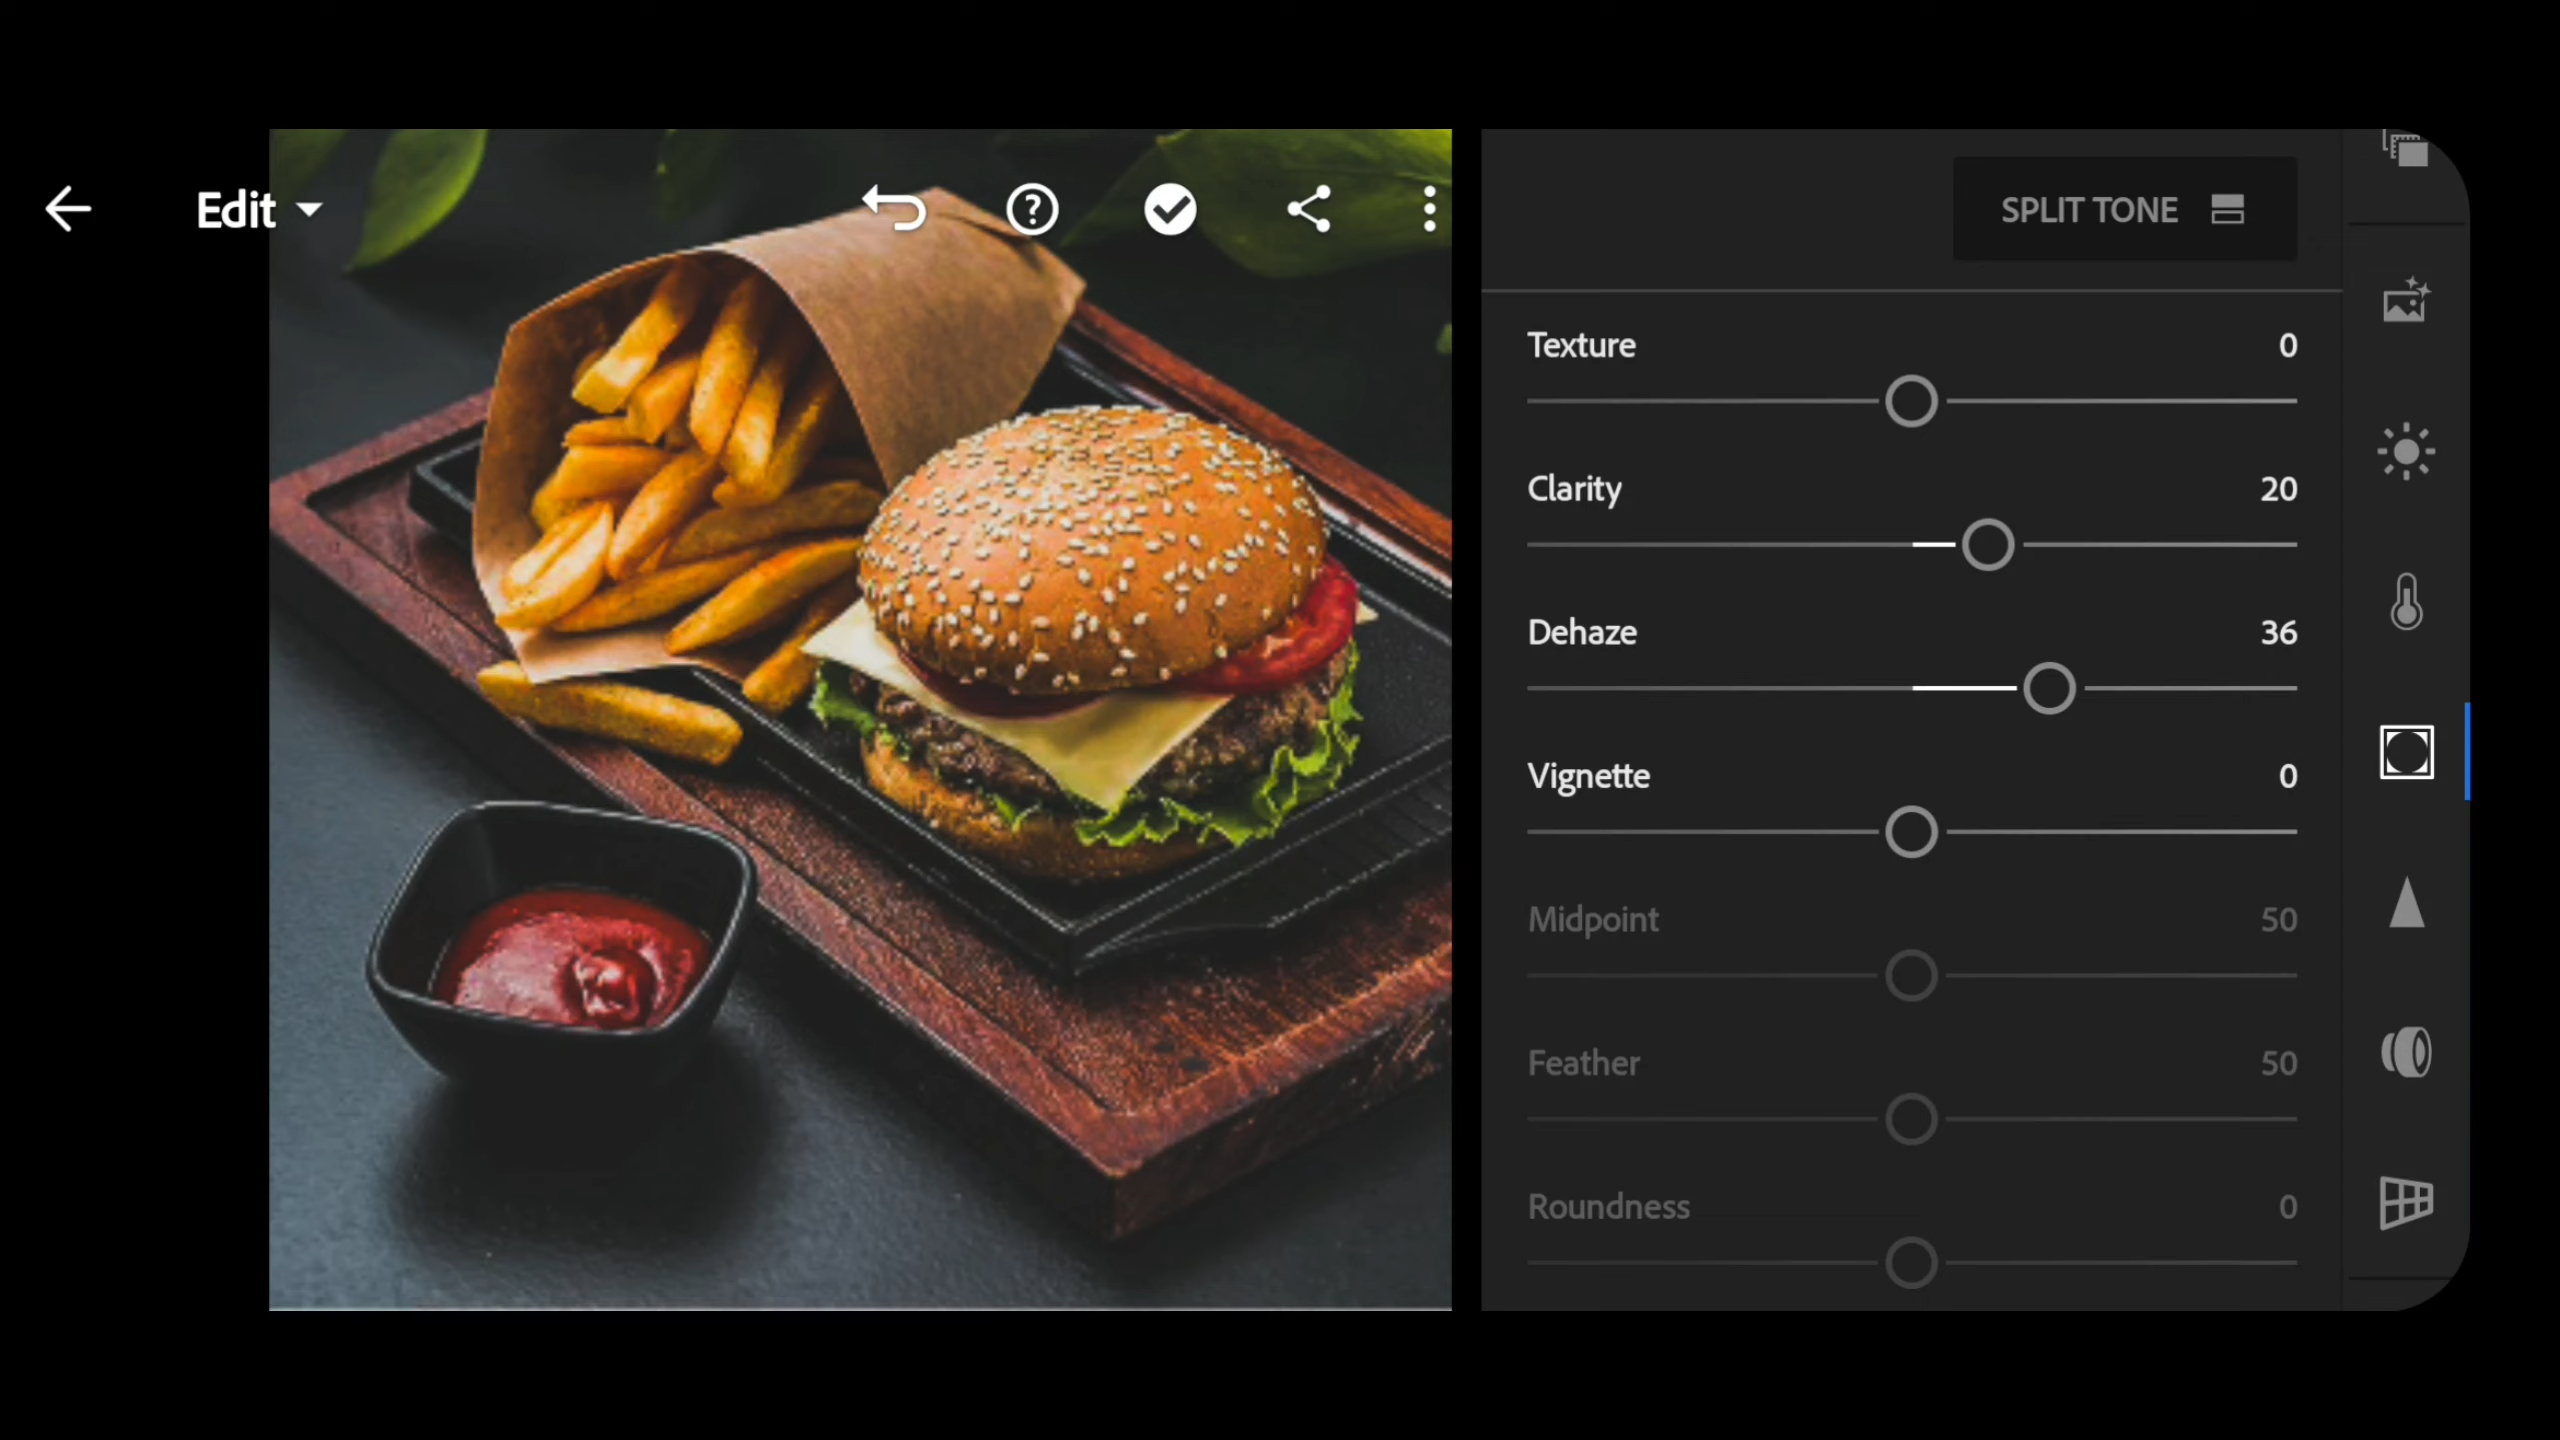 Edit
SPLIT TONE
Texture 0
Clarity 20
Dehaze 36
Vignette 0
Midpoint 50
Feather 50
Roundness 0